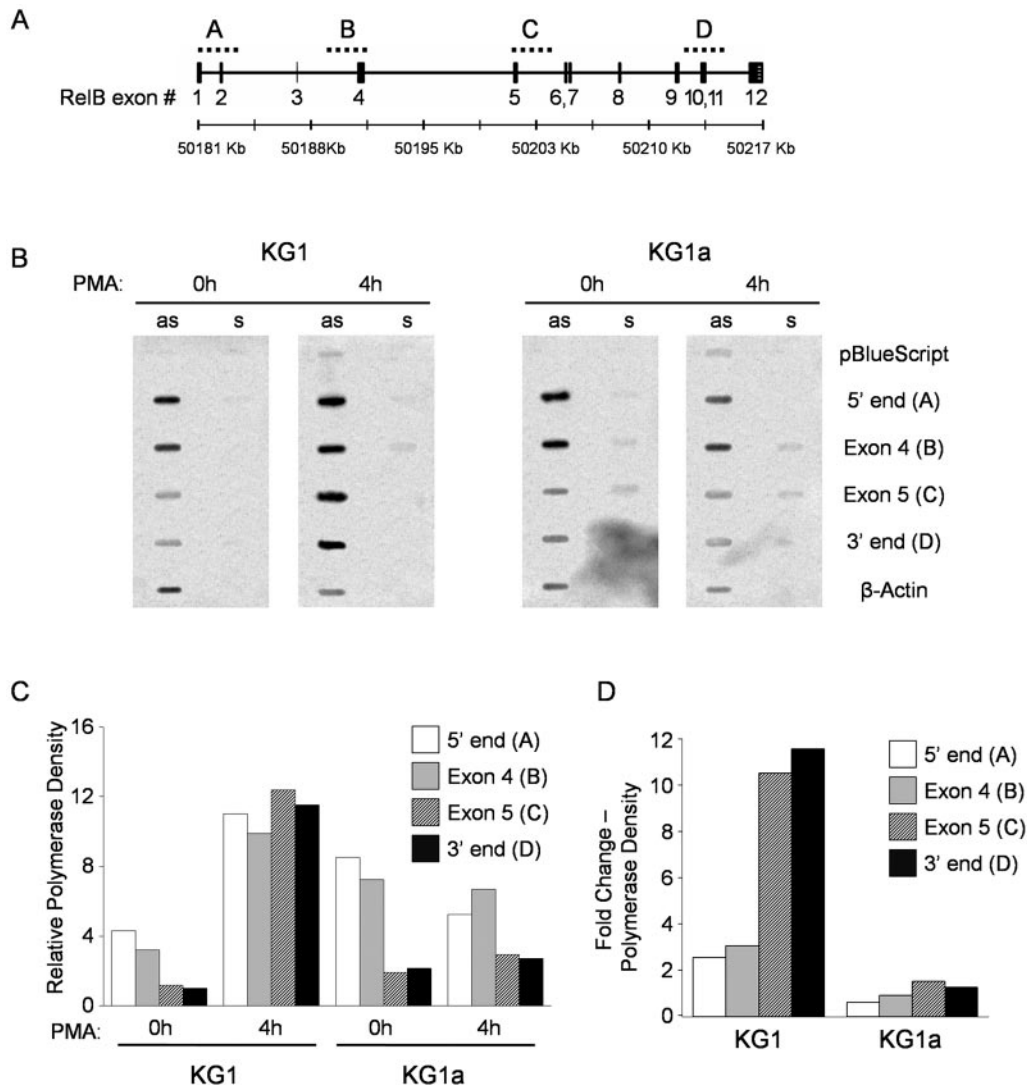 A
A B C D
RelB exon # 1 2 3 4 5 6,7 8 9 10,11 12
50181 Kb 50188Kb 50195 Kb 50203 Kb 50210 Kb 50217 Kb
B
KG1 KG1a
PMA: 0h 4h 0h 4h
as s as s as s as s
pBlueScript
5' end (A)
Exon 4 (B)
Exon 5 (C)
3' end (D)
β-Actin
C
Relative Polymerase Density
16
12
8
4
0
5' end (A)
Exon 4 (B)
Exon 5 (C)
3' end (D)
PMA: 0h 4h 0h 4h
KG1 KG1a
D
Fold Change –
Polymerase Density
12
10
8
6
4
2
0
5' end (A)
Exon 4 (B)
Exon 5 (C)
3' end (D)
KG1 KG1a